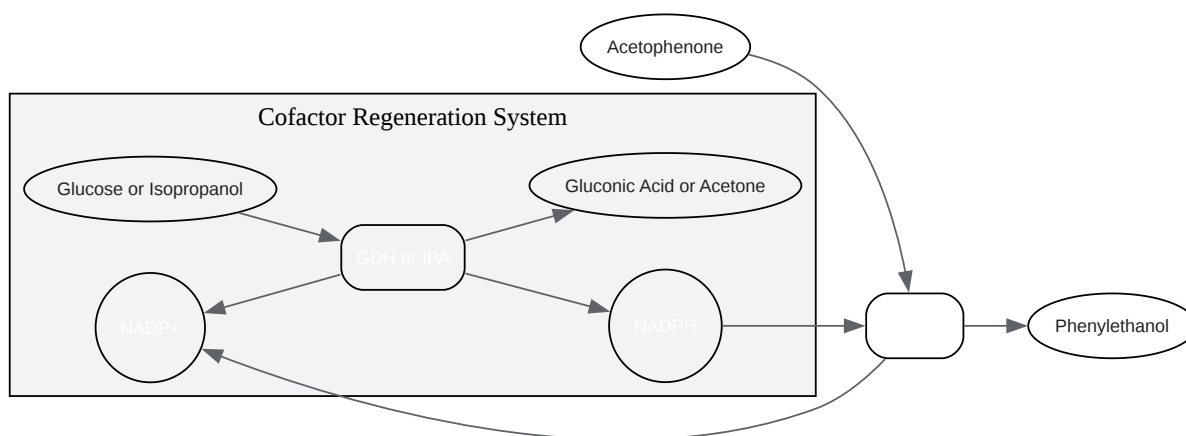 Acetophenone
Cofactor Regeneration System
Glucose or Isopropanol
Gluconic Acid or Acetone
GDH or IPA
NADP+
NADPH
Phenylethanol